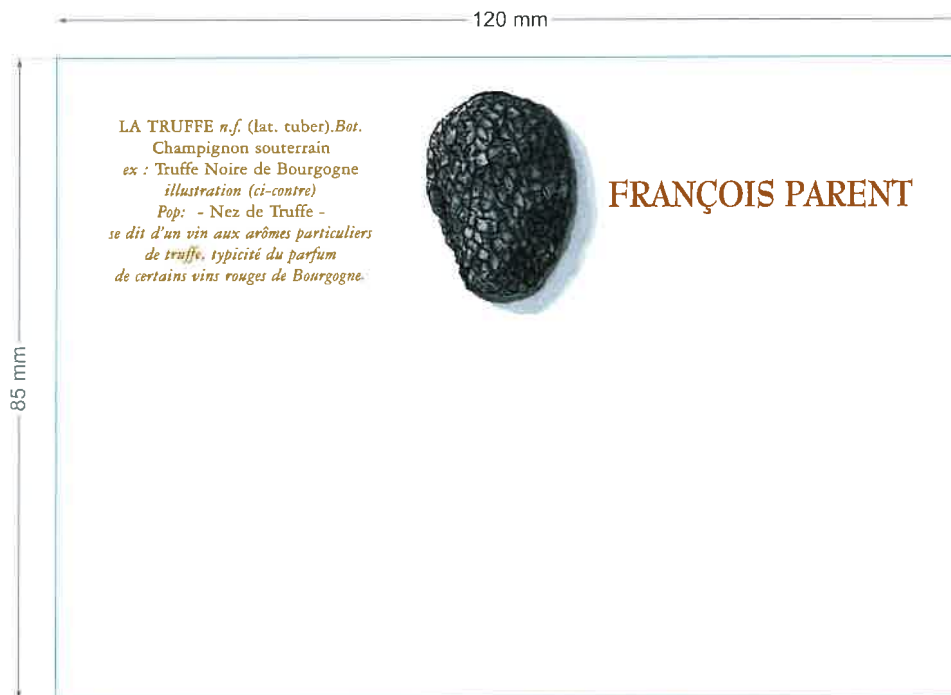 120 mm
85 mm
LA TRUFFE n.f. (lat. tuber).Bot.
Champignon souterrain
ex : Truffe Noire de Bourgogne
illustration (ci-contre)
Pop: - Nez de Truffe -
se dit d'un vin aux arômes particuliers
de truffe, typicité du parfum
de certains vins rouges de Bourgogne.
FRANÇOIS PARENT